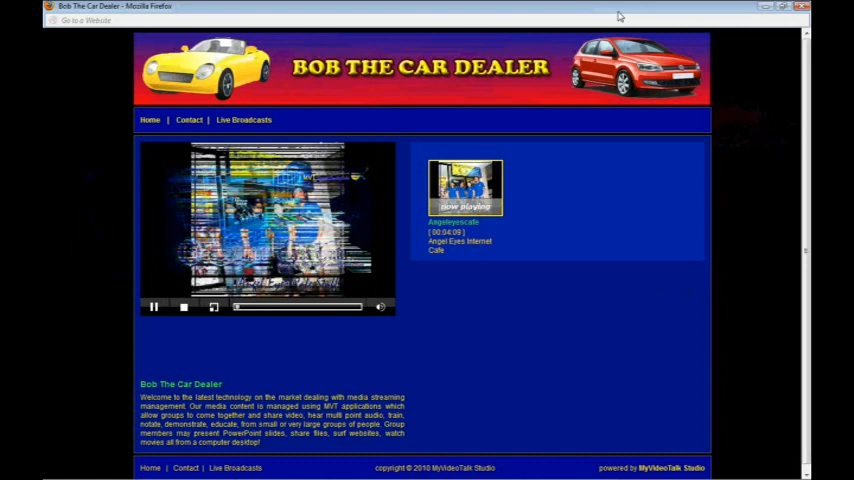 Bob The Car Dealer - Mozilla Firefox
Go to a Website
BOB THE CAR DEALER
Home | Contact | Live Broadcasts
now playing
Angeleyescafe
[ 00:04:09 ]
Angel Eyes Internet
Cafe
Bob The Car Dealer
Welcome to the latest technology on the market dealing with media streaming
management. Our media content is managed using MVT applications which
allow groups to come together and share video, hear multi point audio, train,
notate, demonstrate, educate, from small or very large groups of people. Group
members may present PowerPoint slides, share files, surf websites, watch
movies all from a computer desktop!
Home | Contact | Live Broadcasts
copyright © 2010 MyVideoTalk Studio
powered by MyVideoTalk Studio